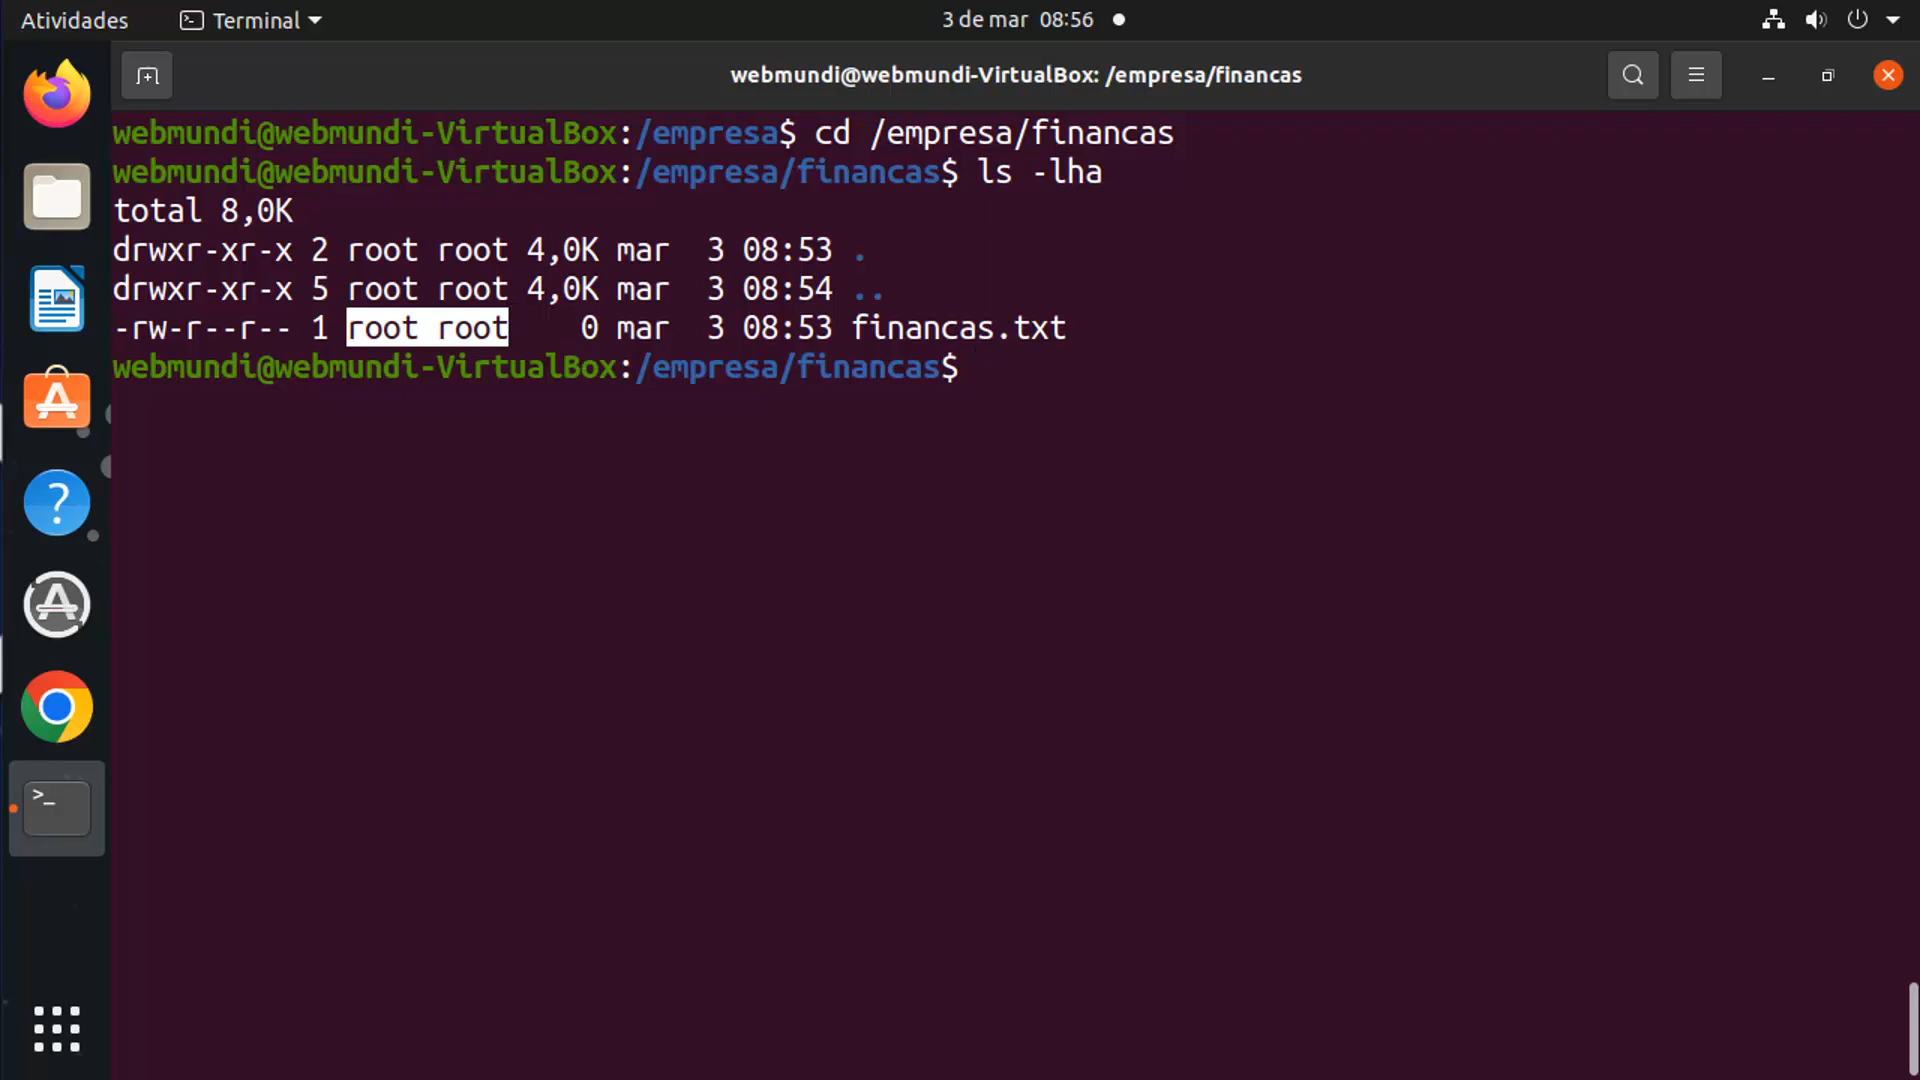 Atividades Terminal 3 de mar 08:56
webmundi@webmundi-VirtualBox: /empresa/financas
webmundi@webmundi-VirtualBox:/empresa$ cd /empresa/financas
webmundi@webmundi-VirtualBox:/empresa/financas$ ls -lha
total 8,0K
drwxr-xr-x 2 root root 4,0K mar  3 08:53 .
drwxr-xr-x 5 root root 4,0K mar  3 08:54 ..
-rw-r--r-- 1 root root    0 mar  3 08:53 financas.txt
webmundi@webmundi-VirtualBox:/empresa/financas$